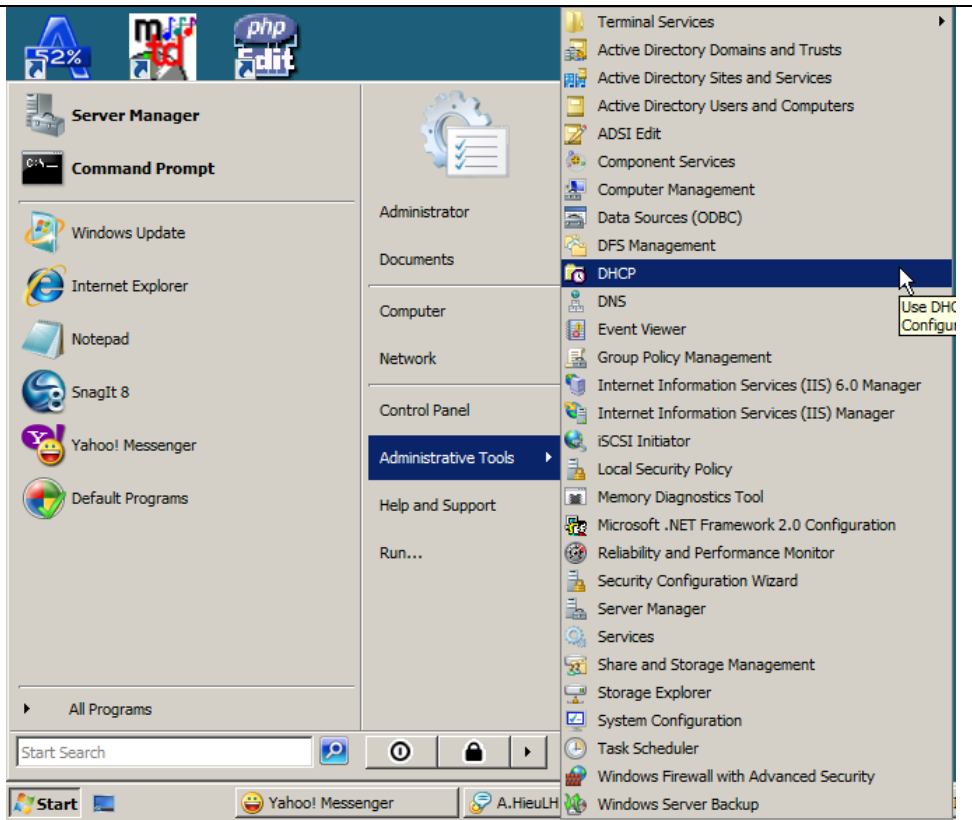 52%
mtd
php
Edit
Server Manager
C:\
Command Prompt
Windows Update
Internet Explorer
Notepad
SnagIt 8
Yahoo! Messenger
Default Programs
All Programs
Start Search
Administrator
Documents
Computer
Network
Control Panel
Administrative Tools
Help and Support
Run...
Terminal Services
Active Directory Domains and Trusts
Active Directory Sites and Services
Active Directory Users and Computers
ADSI Edit
Component Services
Computer Management
Data Sources (ODBC)
DFS Management
DHCP
DNS
Event Viewer
Group Policy Management
Internet Information Services (IIS) 6.0 Manager
Internet Information Services (IIS) Manager
iSCSI Initiator
Local Security Policy
Memory Diagnostics Tool
Microsoft .NET Framework 2.0 Configuration
Reliability and Performance Monitor
Security Configuration Wizard
Server Manager
Services
Share and Storage Management
Storage Explorer
System Configuration
Task Scheduler
Windows Firewall with Advanced Security
Windows Server Backup
Use DHC
Configur
Start
Yahoo! Messenger
A.HieuLH